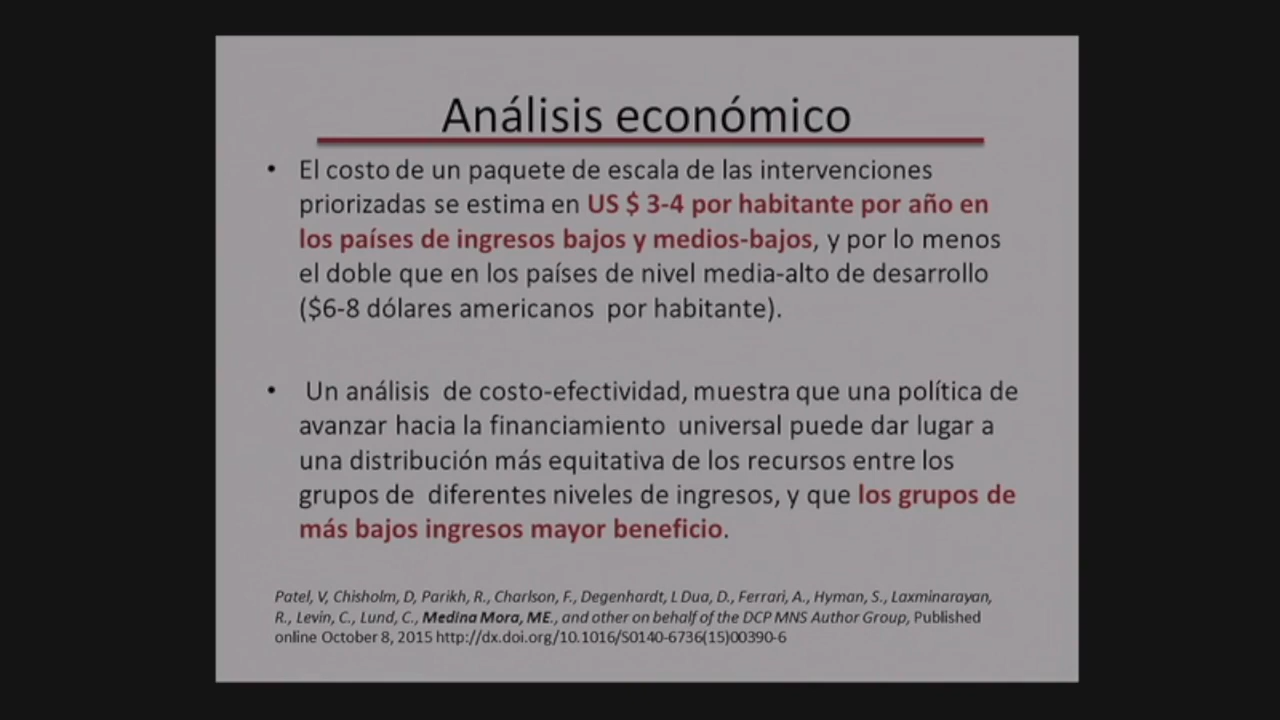 Análisis económico
• El costo de un paquete de escala de las intervenciones
priorizadas se estima en US $ 3-4 por habitante por año en
los países de ingresos bajos y medios-bajos, y por lo menos
el doble que en los países de nivel media-alto de desarrollo
($6-8 dólares americanos por habitante).
• Un análisis de costo-efectividad, muestra que una política de
avanzar hacia la financiamiento universal puede dar lugar a
una distribución más equitativa de los recursos entre los
grupos de diferentes niveles de ingresos, y que los grupos de
más bajos ingresos mayor beneficio.
Patel, V, Chisholm, D, Parikh, R., Charlson, F., Degenhardt, L Dua, D., Ferrari, A., Hyman, S., Laxminarayan,
R., Levin, C., Lund, C., Medina Mora, ME., and other on behalf of the DCP MNS Author Group, Published
online October 8, 2015 http://dx.doi.org/10.1016/S0140-6736(15)00390-6